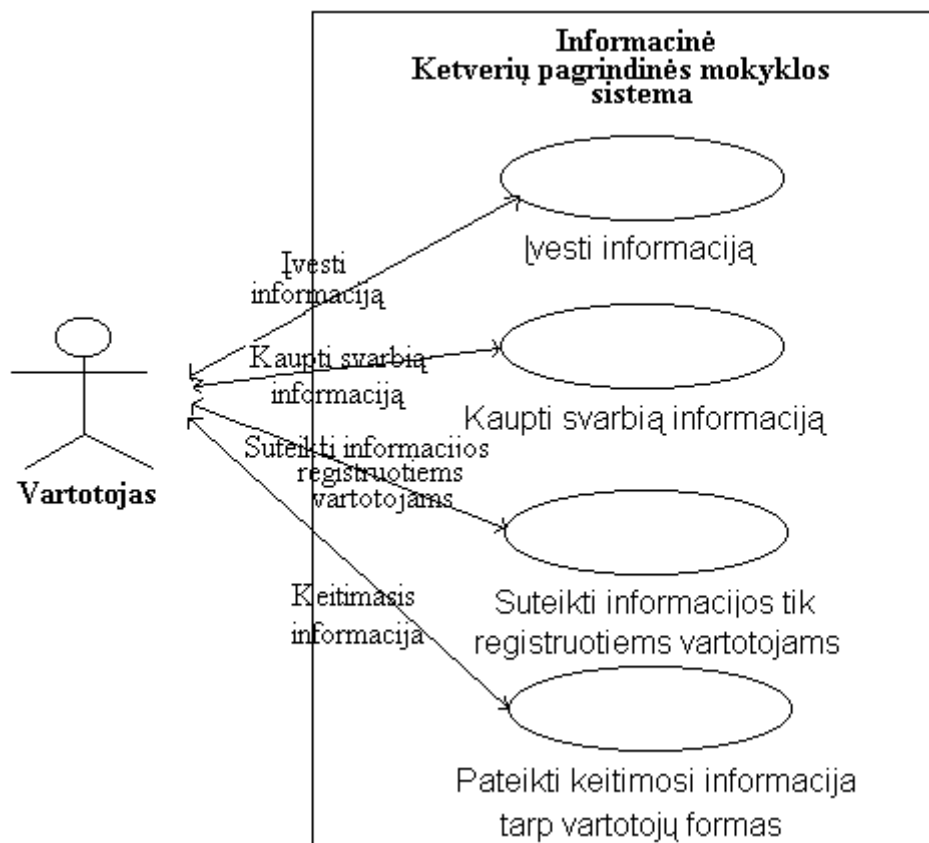 Informacinė
Ketverių pagrindinės mokyklos
sistema
Įvesti informaciją
Įvesti
informaciją
Kaupti svarbią
informaciją
Kaupti svarbią informaciją
Suteikti informacijos
registruotiems
vartotojams
Vartotojas
Suteikti informacijos tik
registruotiems vartotojams
Keitimasis
informacija
Pateikti keitimosi informacija
tarp vartotojų formas